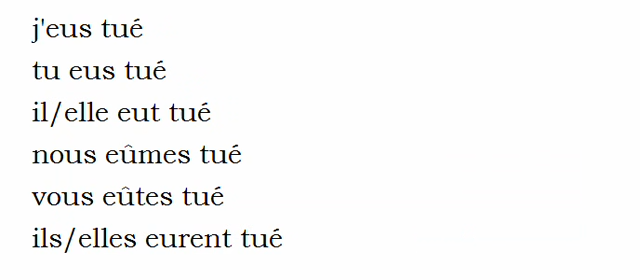 j'eus tué
tu eus tué
il/elle eut tué
nous eûmes tué
vous eûtes tué
ils/elles eurent tué